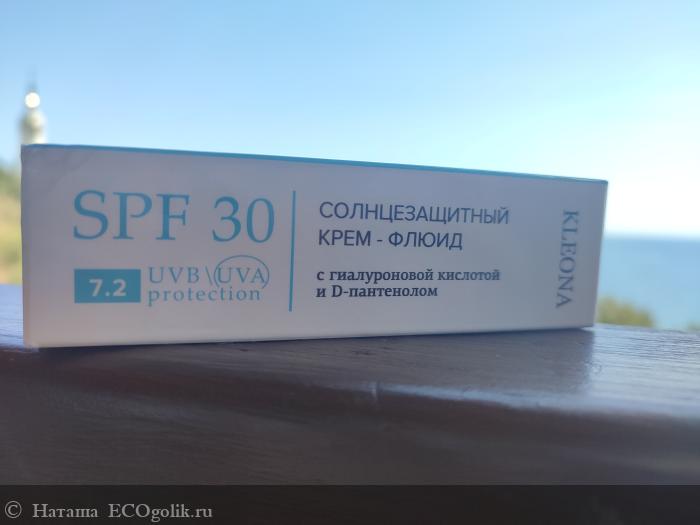 SPF 30
7.2
UVB\UVA
protection
СОЛНЦЕЗАЩИТНЫЙ
КРЕМ - ФЛЮИД
с гиалуроновой кислотой
и D-пантенолом
KLEONA
© Наташа ECOgolik.ru